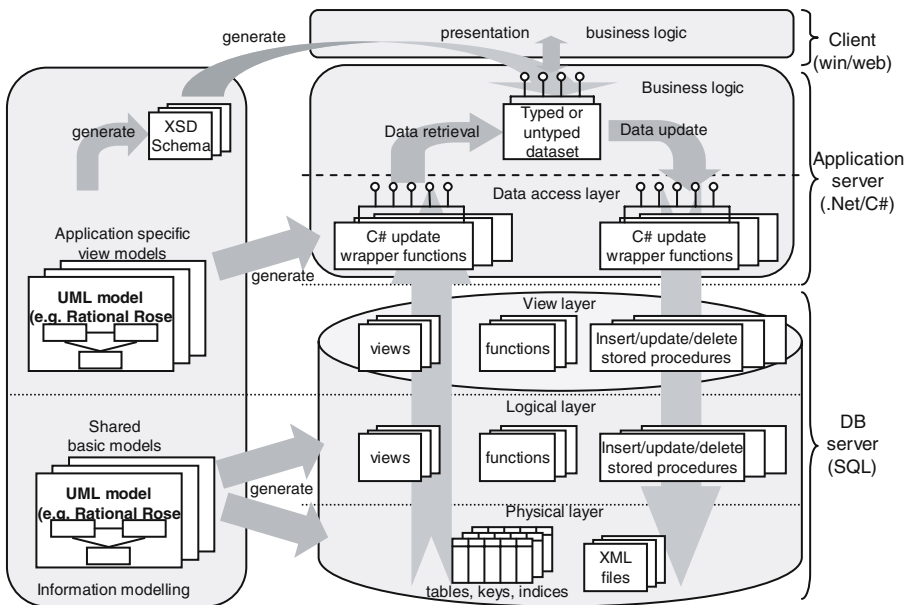 generate
presentation
business logic
Client
(win/web)
Business logic
XSD
Schema
generate
Data retrieval
Typed or
untyped
dataset
Data update
Application
server
(.Net/C#)
Data access layer
C# update
wrapper functions
C# update
wrapper functions
Application specific
view models
generate
UML model
(e.g. Rational Rose
View layer
views
functions
Insert/update/delete
stored procedures
Logical layer
Shared
basic models
views
functions
Insert/update/delete
stored procedures
DB
server
(SQL)
generate
UML model
(e.g. Rational Rose
Physical layer
XML
files
tables, keys, indices
Information modelling